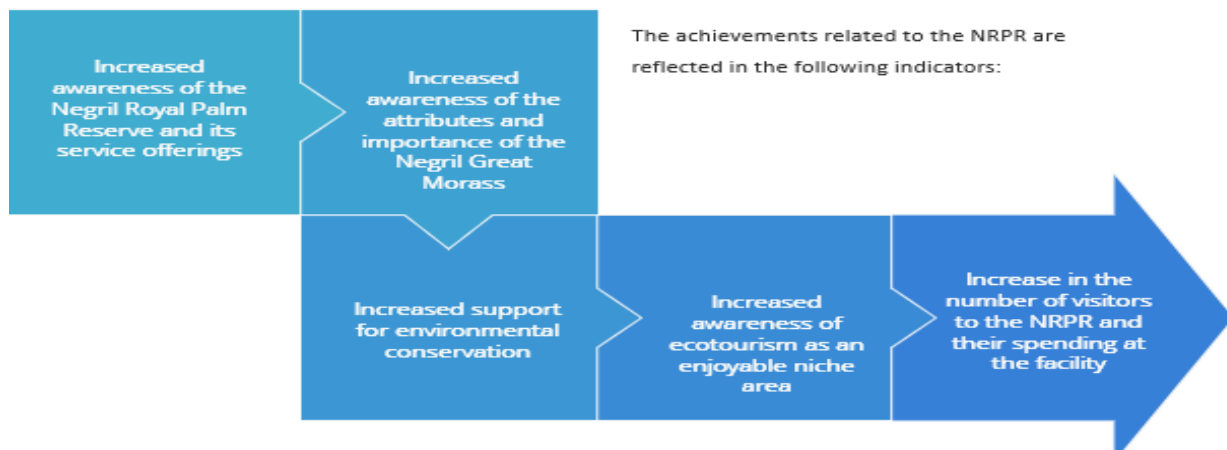 The achievements related to the NRPR are
reflected in the following indicators:
Increased
awareness of the
Negril Royal Palm
Reserve and its
service offerings
Increased
awareness of the
attributes and
importance of the
Negril Great
Morass
Increased support
for environmental
conservation
Increased
awareness of
ecotourism as an
enjoyable niche
area
Increase in the
number of visitors
to the NRPR and
their spending at
the facility